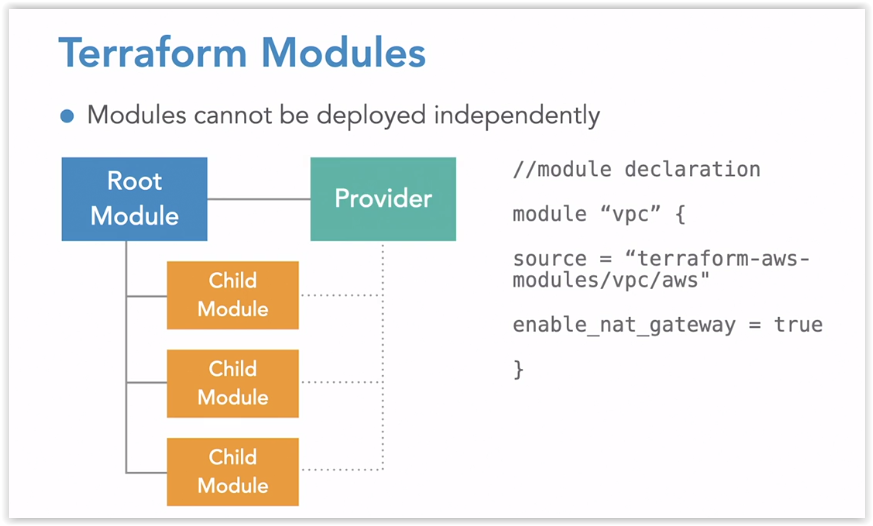 Terraform Modules
Modules cannot be deployed independently
Root
Module
Provider
Child
Module
Child
Module
Child
Module
//module declaration
module “vpc” {
source = “terraform-aws-
modules/vpc/aws"
enable_nat_gateway = true
}